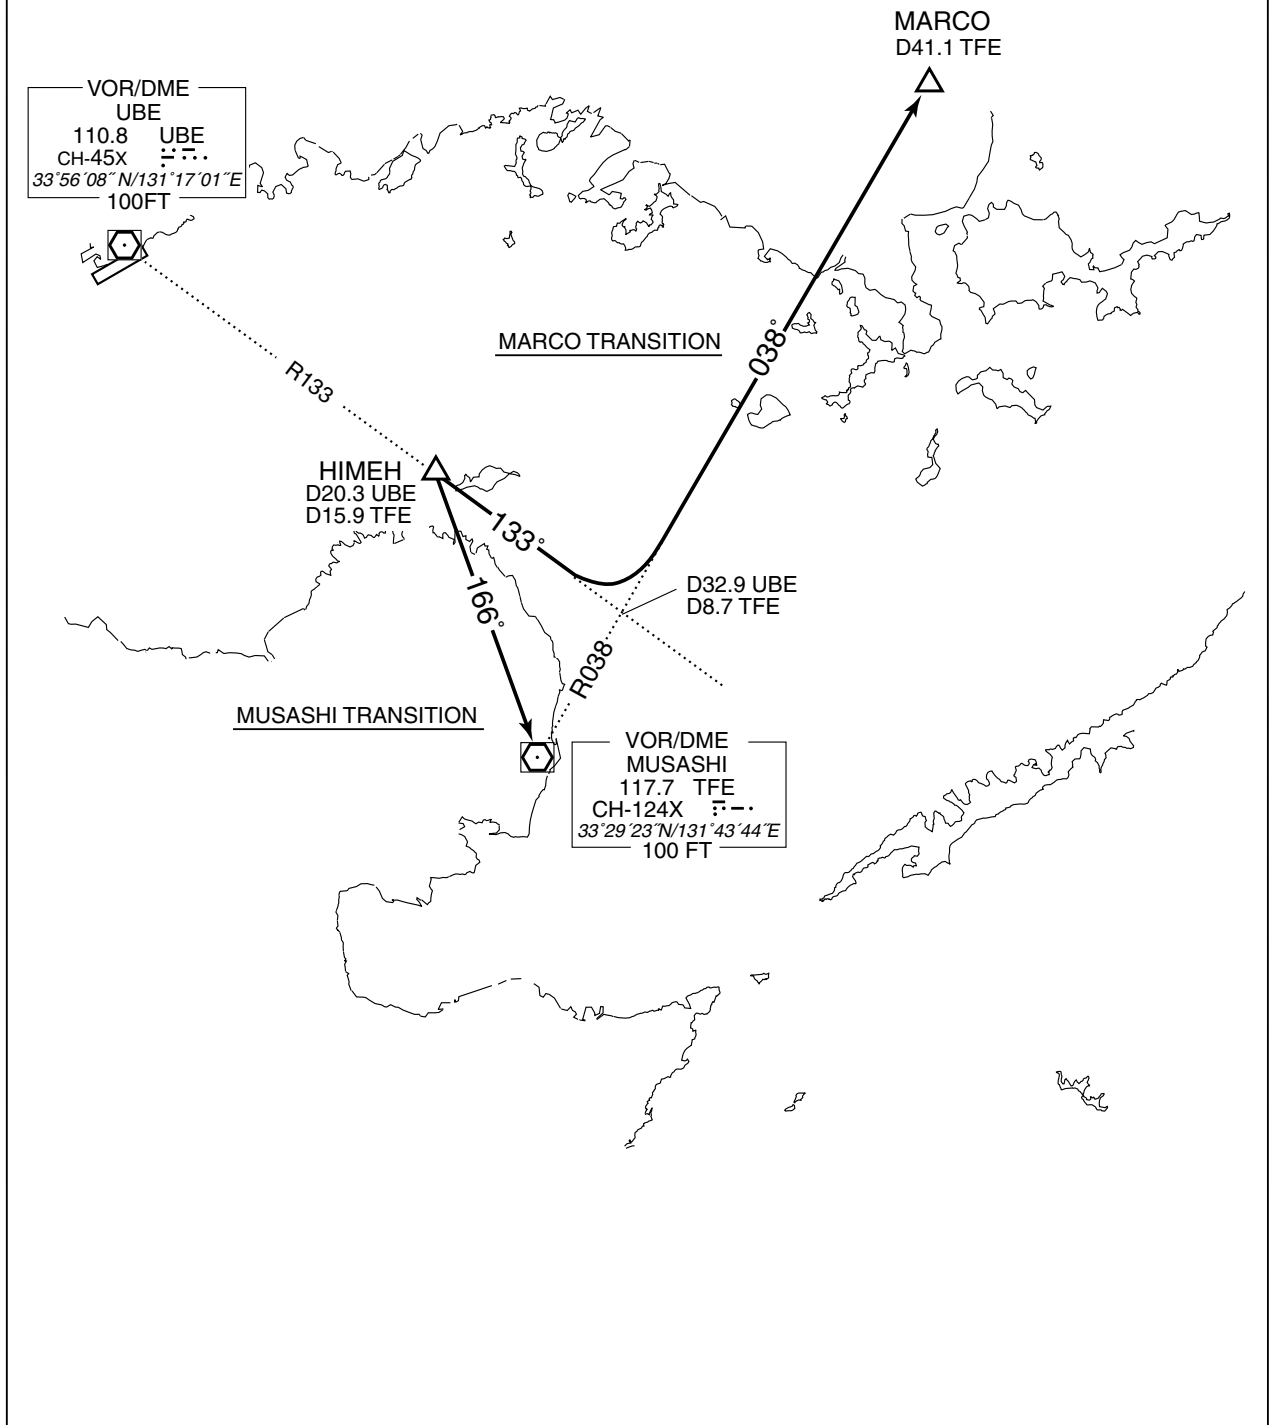 MARCO
D41.1 TFE
VOR/DME
UBE
110.8 UBE
CH-45X
33°56´08˝N/131°17´01˝E
100FT
MARCO TRANSITION
038°
R133
HIMEH
D20.3 UBE
D15.9 TFE
133°
166°
D32.9 UBE
D8.7 TFE
R038
MUSASHI TRANSITION
VOR/DME
MUSASHI
117.7 TFE
CH-124X
33°29´23˝N/131°43´44˝E
100 FT